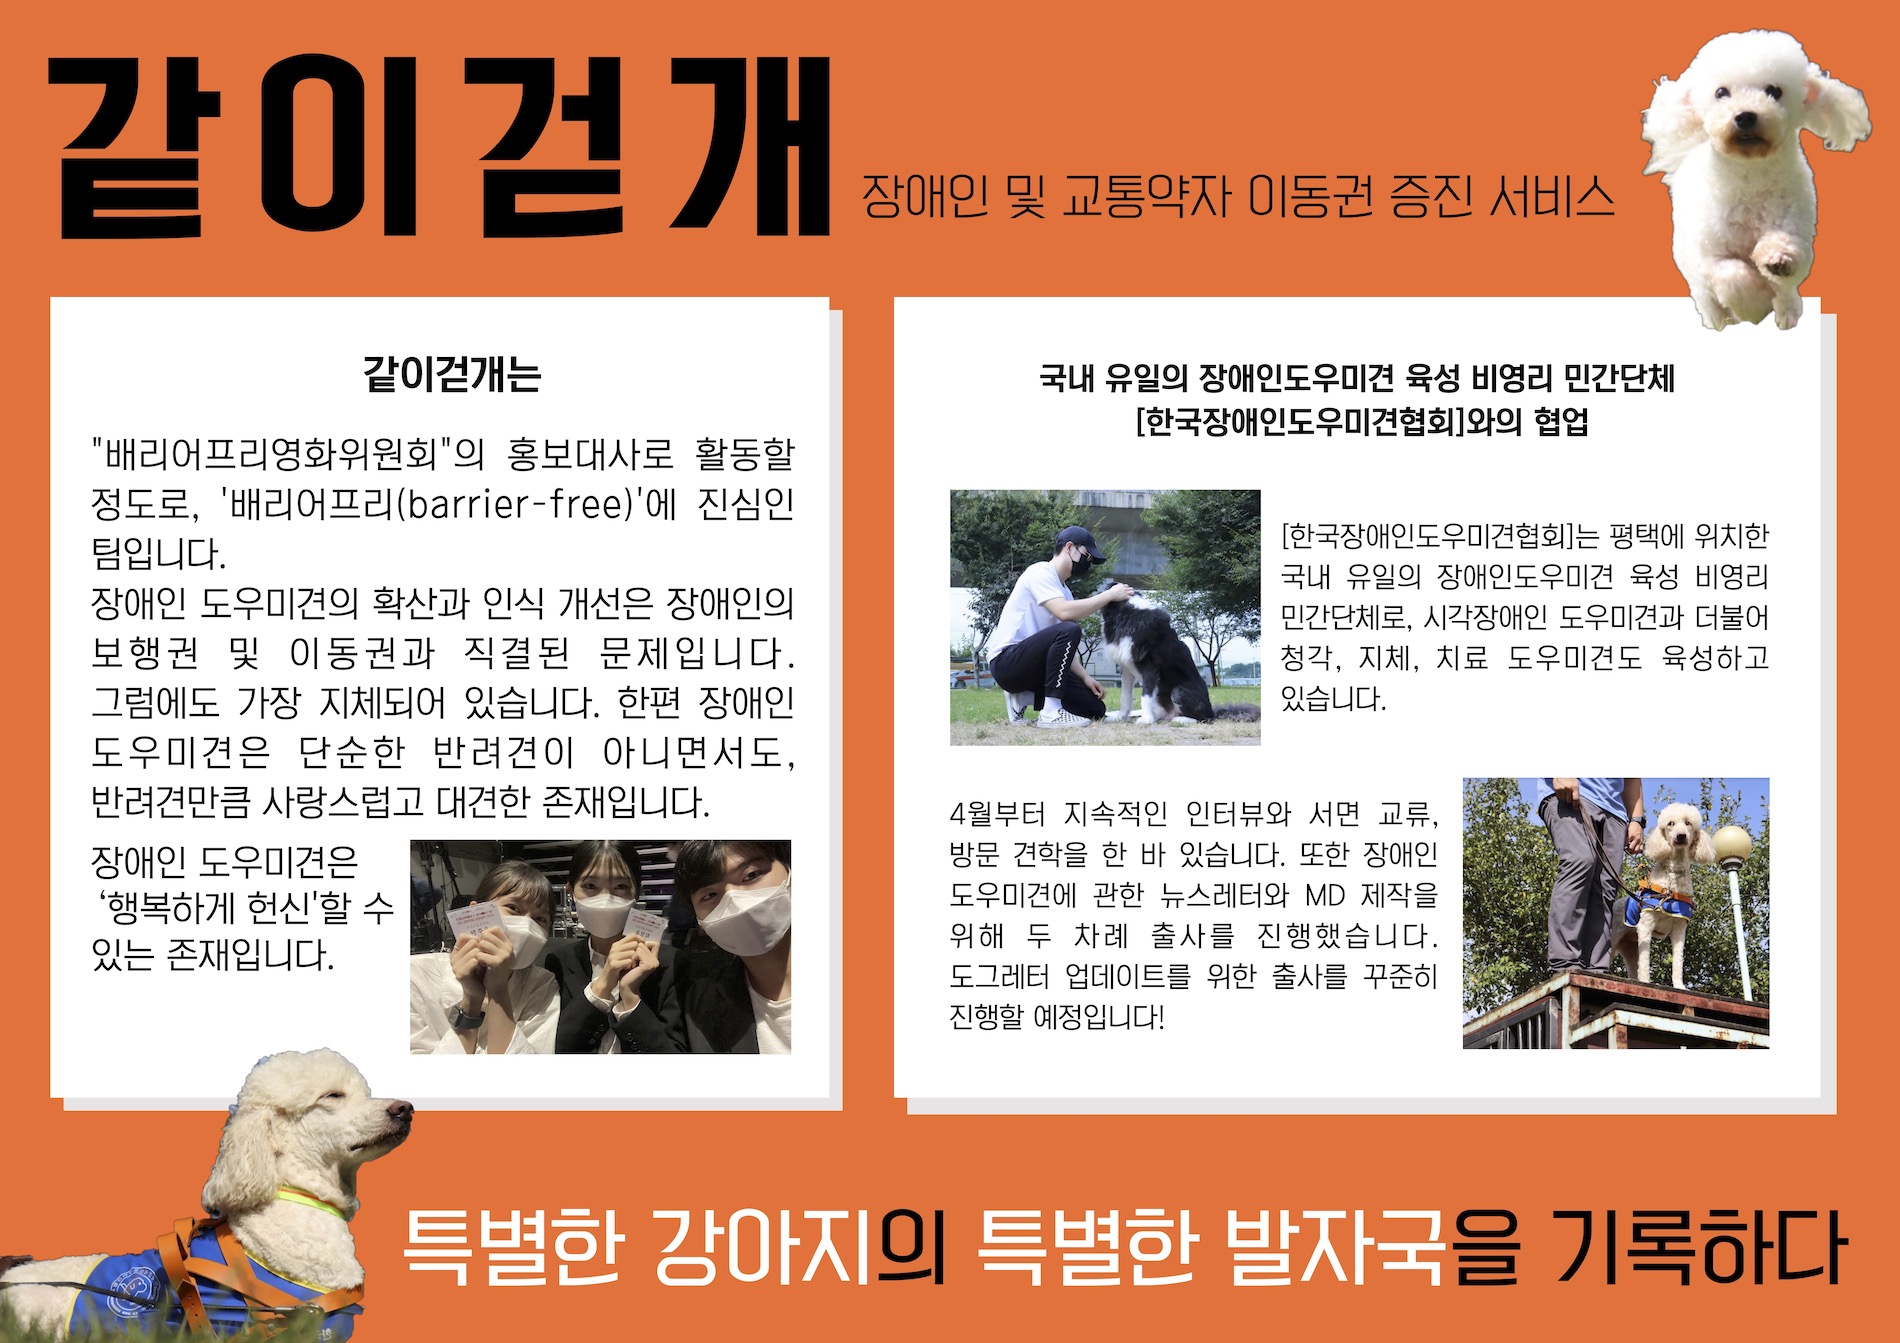 같이걷개
장애인 및 교통약자 이동권 증진 서비스
같이걷개는
"배리어프리영화위원회"의 홍보대사로 활동할
정도로, '배리어프리(barrier-free)'에 진심인
팀입니다.
장애인 도우미견의 확산과 인식 개선은 장애인의
보행권 및 이동권과 직결된 문제입니다.
그럼에도 가장 지체되어 있습니다. 한편 장애인
도우미견은 단순한 반려견이 아니면서도,
반려견만큼 사랑스럽고 대견한 존재입니다.
장애인 도우미견은
‘행복하게 헌신'할 수
있는 존재입니다.
국내 유일의 장애인도우미견 육성 비영리 민간단체
[한국장애인도우미견협회]와의 협업
[한국장애인도우미견협회]는 평택에 위치한
국내 유일의 장애인도우미견 육성 비영리
민간단체로, 시각장애인 도우미견과 더불어
청각, 지체, 치료 도우미견도 육성하고
있습니다.
4월부터 지속적인 인터뷰와 서면 교류,
방문 견학을 한 바 있습니다. 또한 장애인
도우미견에 관한 뉴스레터와 MD 제작을
위해 두 차례 출사를 진행했습니다.
도그레터 업데이트를 위한 출사를 꾸준히
진행할 예정입니다!
특별한 강아지의 특별한 발자국을 기록하다